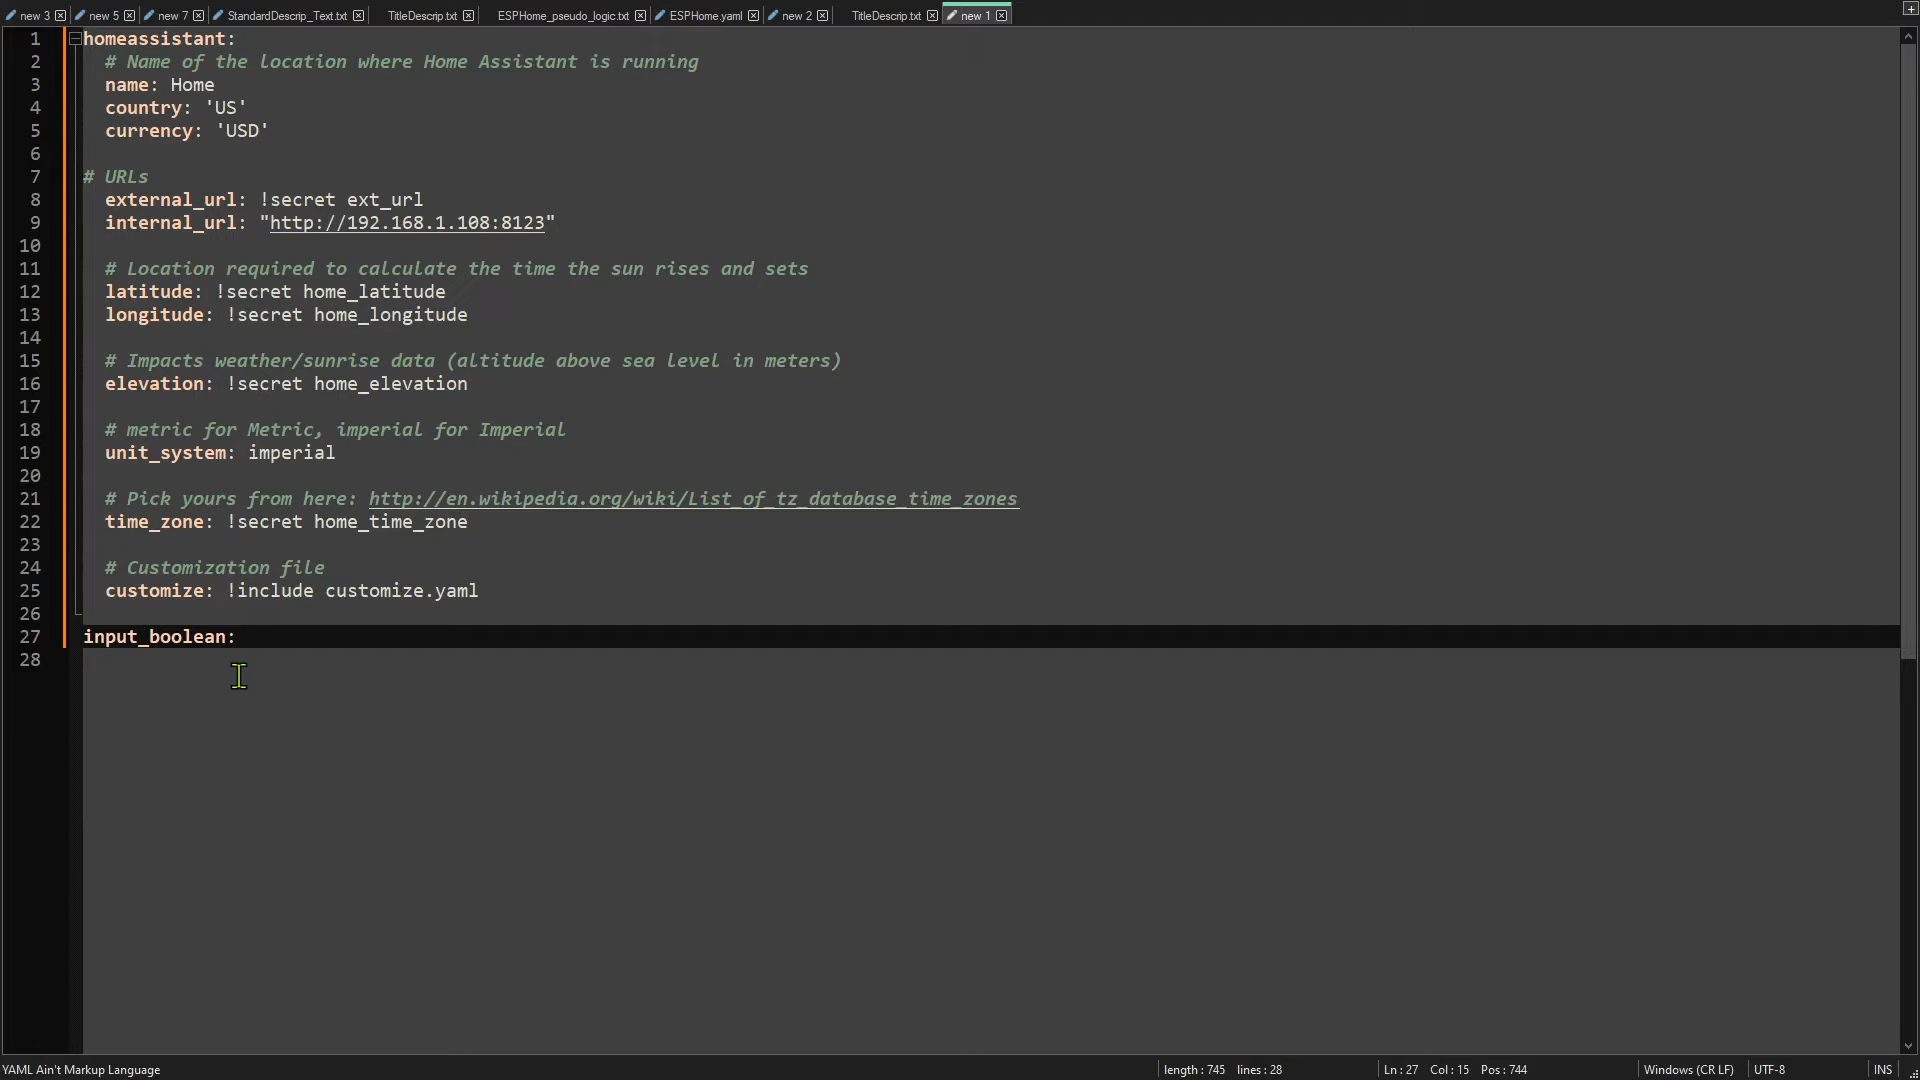 new 3 new 5 new 7 StandardDescrip_Text.txt TitleDescrip.txt ESPHome_pseudo_logic.txt ESPHome.yaml new 2 TitleDescrip.txt new 1
1 homeassistant:
2 # Name of the location where Home Assistant is running
3 name: Home
4 country: 'US'
5 currency: 'USD'
6
7 # URLs
8 external_url: !secret ext_url
9 internal_url: "http://192.168.1.108:8123"
10
11 # Location required to calculate the time the sun rises and sets
12 latitude: !secret home_latitude
13 longitude: !secret home_longitude
14
15 # Impacts weather/sunrise data (altitude above sea level in meters)
16 elevation: !secret home_elevation
17
18 # metric for Metric, imperial for Imperial
19 unit_system: imperial
20
21 # Pick yours from here: http://en.wikipedia.org/wiki/List_of_tz_database_time_zones
22 time_zone: !secret home_time_zone
23
24 # Customization file
25 customize: !include customize.yaml
26
27 input_boolean:
28
YAML Ain't Markup Language length : 745 lines : 28 Ln : 27 Col : 15 Pos : 744 Windows (CR LF) UTF-8 INS